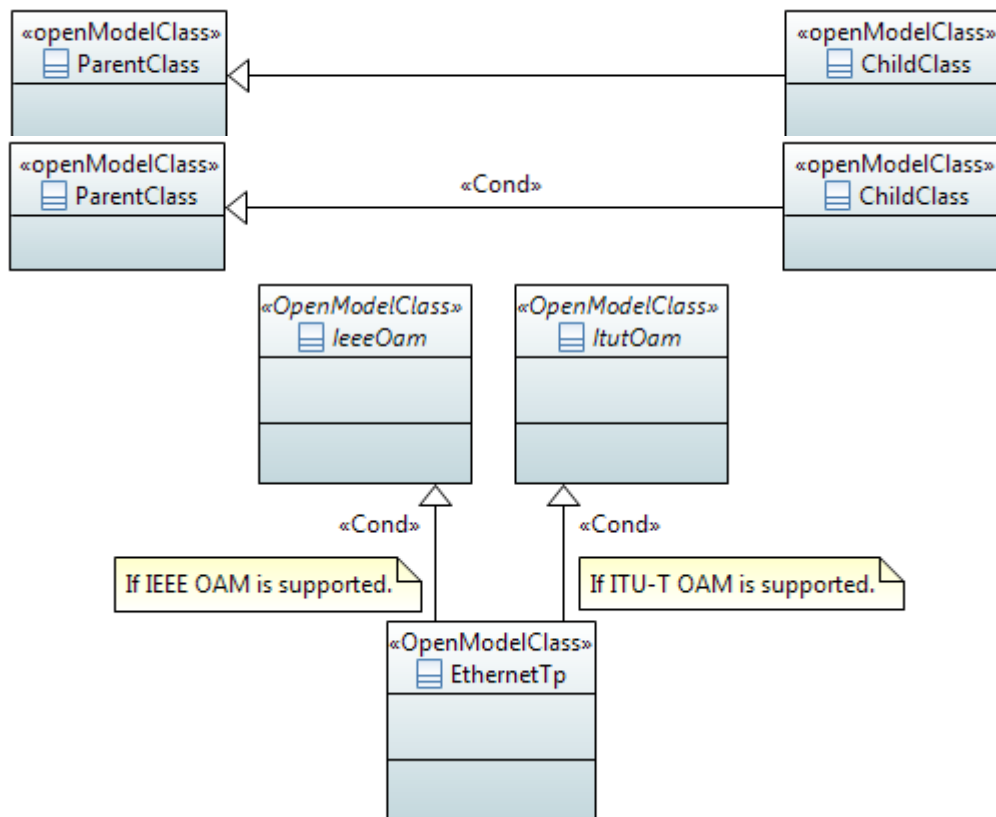 «openModelClass»
ParentClass
«openModelClass»
ChildClass
«openModelClass»
ParentClass
«Cond»
«openModelClass»
ChildClass
«OpenModelClass»
IeeeOam
«OpenModelClass»
ItutOam
«Cond»
«Cond»
If IEEE OAM is supported.
If ITU-T OAM is supported.
«OpenModelClass»
EthernetTp